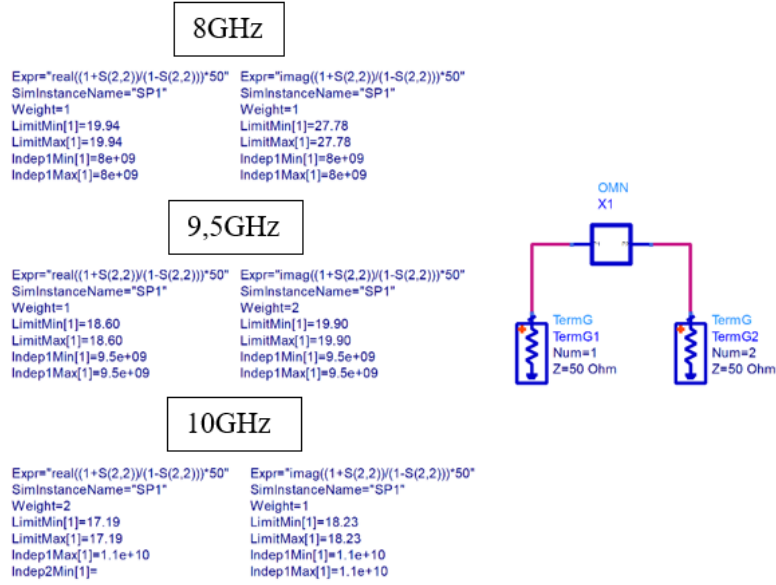 8GHz
Expr="real((1+S(2,2))/(1-S(2,2)))*50"
SimInstanceName="SP1"
Weight=1
LimitMin[1]=19.94
LimitMax[1]=19.94
Indep1Min[1]=8e+09
Indep1Max[1]=8e+09
Expr="imag((1+S(2,2))/(1-S(2,2)))*50"
SimInstanceName="SP1"
Weight=1
LimitMin[1]=27.78
LimitMax[1]=27.78
Indep1Min[1]=8e+09
Indep1Max[1]=8e+09
9,5GHz
Expr="real((1+S(2,2))/(1-S(2,2)))*50"
SimInstanceName="SP1"
Weight=1
LimitMin[1]=18.60
LimitMax[1]=18.60
Indep1Min[1]=9.5e+09
Indep1Max[1]=9.5e+09
Expr="imag((1+S(2,2))/(1-S(2,2)))*50"
SimInstanceName="SP1"
Weight=2
LimitMin[1]=19.90
LimitMax[1]=19.90
Indep1Min[1]=9.5e+09
Indep1Max[1]=9.5e+09
10GHz
Expr="real((1+S(2,2))/(1-S(2,2)))*50"
SimInstanceName="SP1"
Weight=2
LimitMin[1]=17.19
LimitMax[1]=17.19
Indep1Max[1]=1.1e+10
Indep2Min[1]=
Expr="imag((1+S(2,2))/(1-S(2,2)))*50"
SimInstanceName="SP1"
Weight=1
LimitMin[1]=18.23
LimitMax[1]=18.23
Indep1Min[1]=1.1e+10
Indep1Max[1]=1.1e+10
OMN
X1
TermG
TermG1
Num=1
Z=50 Ohm
TermG
TermG2
Num=2
Z=50 Ohm